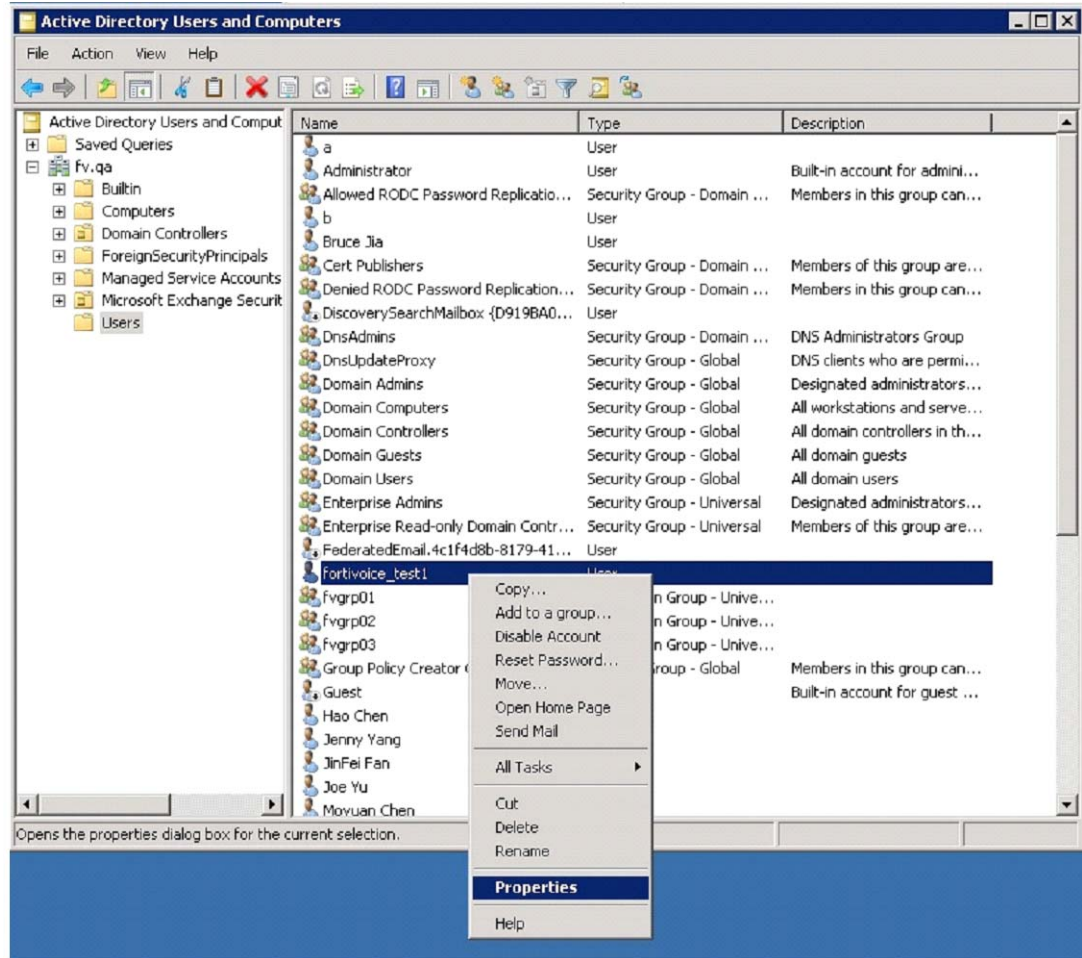 Active Directory Users and Computers
File Action View Help
Active Directory Users and Comput
Saved Queries
fv.qa
Builtin
Computers
Domain Controllers
ForeignSecurityPrincipals
Managed Service Accounts
Microsoft Exchange Securit
Users
Name Type Description
a User
Administrator User Built-in account for admini...
Allowed RODC Password Replicatio... Security Group - Domain ... Members in this group can...
b User
Bruce Jia User
Cert Publishers Security Group - Domain ... Members of this group are...
Denied RODC Password Replication... Security Group - Domain ... Members in this group can...
DiscoverySearchMailbox {D919BA0... User
DnsAdmins Security Group - Domain ... DNS Administrators Group
DnsUpdateProxy Security Group - Global DNS clients who are permi...
Domain Admins Security Group - Global Designated administrators...
Domain Computers Security Group - Global All workstations and serve...
Domain Controllers Security Group - Global All domain controllers in th...
Domain Guests Security Group - Global All domain guests
Domain Users Security Group - Global All domain users
Enterprise Admins Security Group - Universal Designated administrators...
Enterprise Read-only Domain Contr... Security Group - Universal Members of this group are...
FederatedEmail.4c1f4d8b-8179-41... User
fortivoice_test1 User
fvgrp01 n Group - Unive...
fvgrp02 n Group - Unive...
fvgrp03 n Group - Unive...
Group Policy Creator Group - Global Members in this group can...
Guest Built-in account for guest ...
Hao Chen
Jenny Yang
JinFei Fan
Joe Yu
Moyuan Chen
Copy...
Add to a group...
Disable Account
Reset Password...
Move...
Open Home Page
Send Mail
All Tasks
Cut
Delete
Rename
Properties
Help
Opens the properties dialog box for the current selection.